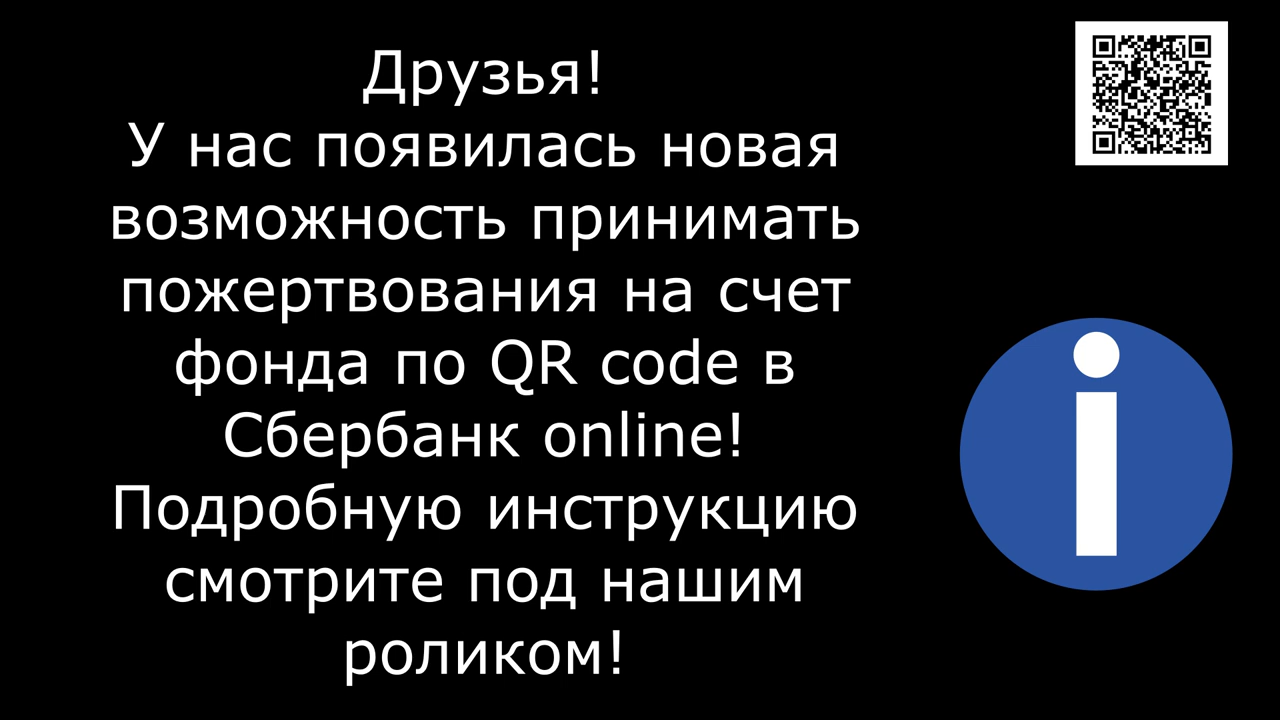 Друзья!
У нас появилась новая
возможность принимать
пожертвования на счет
фонда по QR code в
Сбербанк online!
Подробную инструкцию
смотрите под нашим
роликом!
i